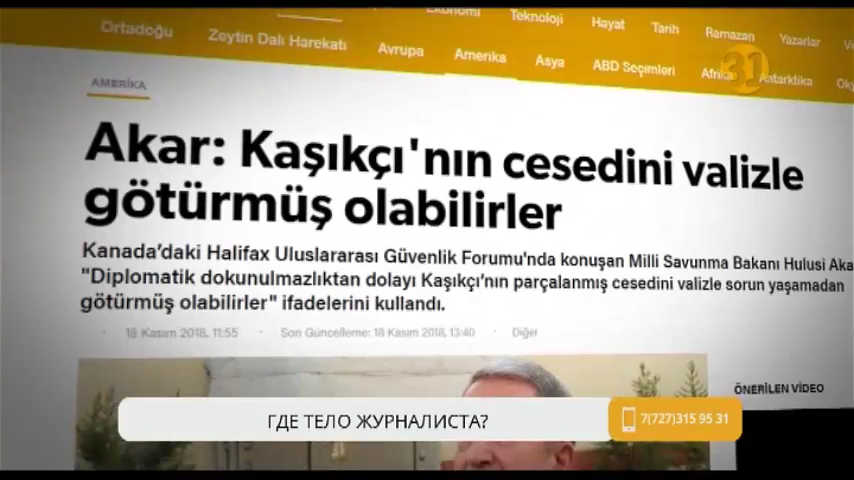 Ekonomi Teknoloji Hayat Tarih Ramazan Yazarlar
Ortadoğu Zeytin Dalı Harekatı Avrupa Amerika Asya ABD Seçimleri Afrika Antarktika
31
AMERİKA
Akar: Kaşıkçı'nın cesedini valizle
götürmüş olabilirler
Kanada’daki Halifax Uluslararası Güvenlik Forumu'nda konuşan Milli Savunma Bakanı Hulusi Aka
"Diplomatik dokunulmazlıktan dolayı Kaşıkçı’nın parçalanmış cesedini valizle sorun yaşamadan
götürmüş olabilirler" ifadelerini kullandı.
18 Kasım 2018, 11:55 Son Güncelleme: 18 Kasım 2018, 13:40 Diğer
ÖNERİLEN VİDEO
ГДЕ ТЕЛО ЖУРНАЛИСТА?
7(727)315 95 31